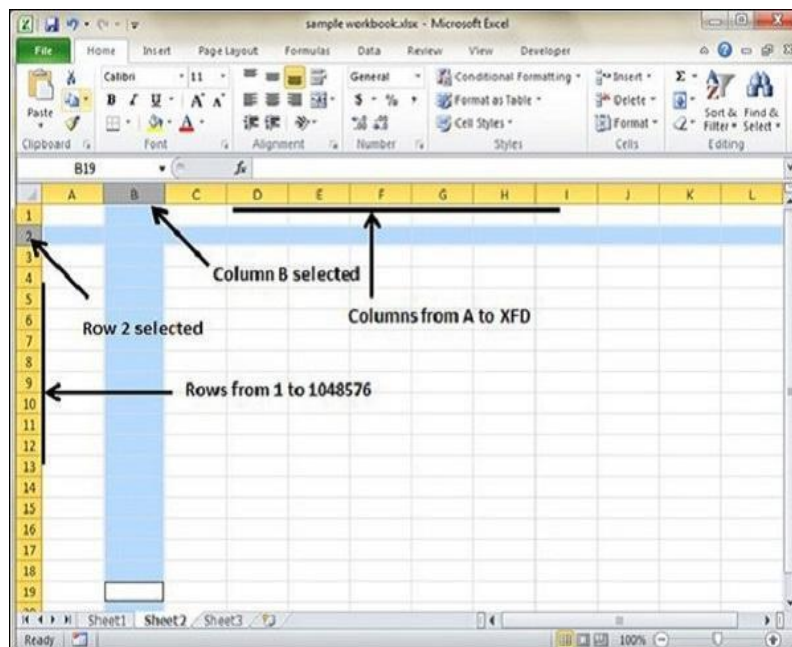 sample workbook.xlsx - Microsoft Excel
File Home Insert Page Layout Formulas Data Review View Developer
Paste
Clipboard
Calibri 11
B I U A A
A
Font
Alignment
General
$ - % ,
Number
Conditional Formatting
Format as Table
Cell Styles
Styles
Insert
Delete
Format
Cells
Σ
Sort & Filter
Find & Select
Editing
B19 fx
A B C D E F G H I J K L
1
2
3
4
5
6
7
8
9
10
11
12
13
14
15
16
17
18
19
Column B selected
Columns from A to XFD
Row 2 selected
Rows from 1 to 1048576
Sheet1 Sheet2 Sheet3
Ready 100%